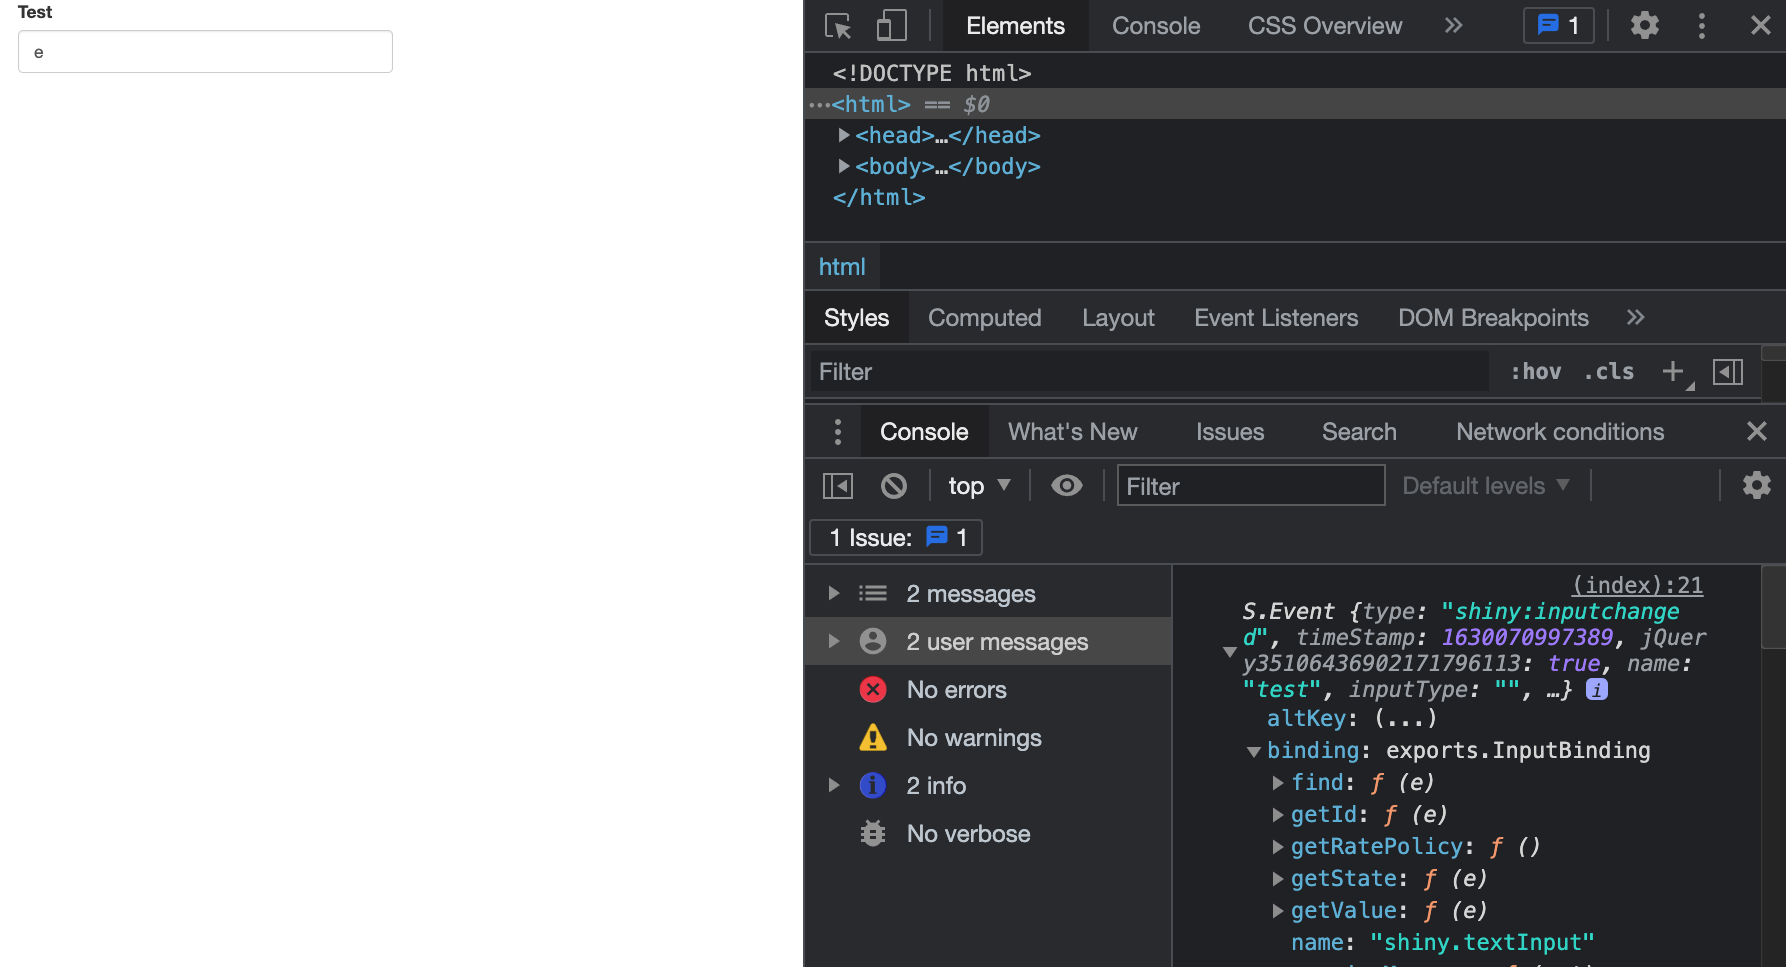 Test
e
Elements Console CSS Overview » 1
<!DOCTYPE html>
···<html> == $0
<head>…</head>
<body>…</body>
</html>
html
Styles Computed Layout Event Listeners DOM Breakpoints »
Filter :hov .cls +
Console What's New Issues Search Network conditions
top Filter Default levels
1 Issue: 1
2 messages
2 user messages
No errors
No warnings
2 info
No verbose
(index):21
S.Event {type: "shiny:inputchange
d", timeStamp: 1630070997389, jQuer
y35106436902171796113: true, name:
"test", inputType: "", …} i
altKey: (...)
binding: exports.InputBinding
find: ƒ (e)
getId: ƒ (e)
getRatePolicy: ƒ ()
getState: ƒ (e)
getValue: ƒ (e)
name: "shiny.textInput"